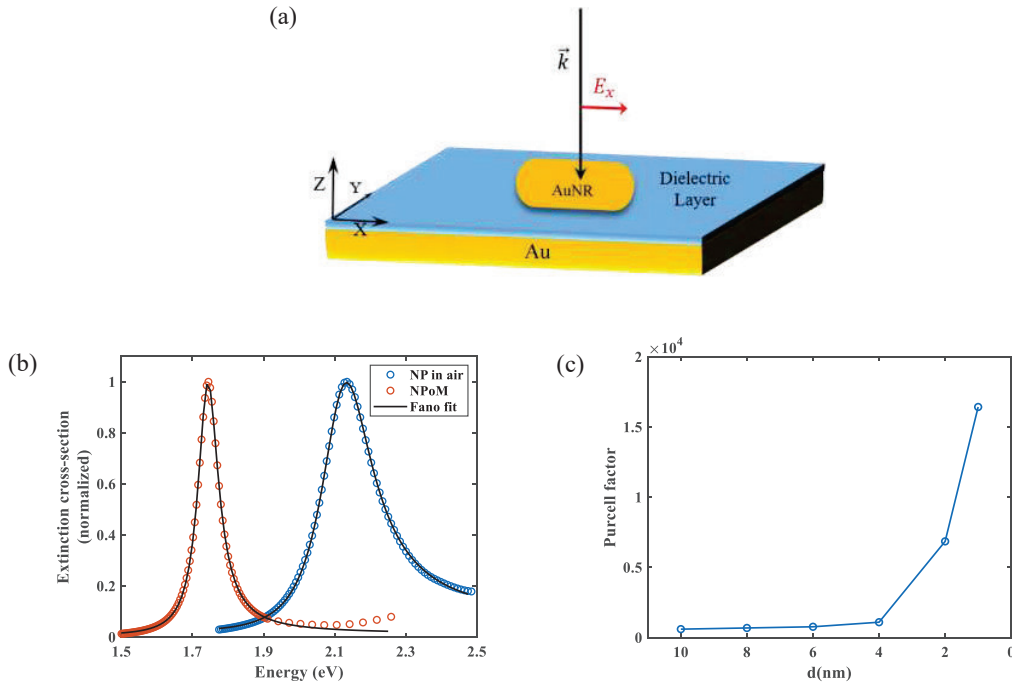 (a)
k⃗
E_x
AuNR
Dielectric
Layer
Z
Y
X
Au
(b)
Extinction cross-section
(normalized)
1
0.8
0.6
0.4
0.2
0
1.5
1.7
1.9
2.1
2.3
2.5
Energy (eV)
NP in air
NPoM
Fano fit
(c)
×10^4
Purcell factor
2
1.5
1
0.5
0
10
8
6
4
2
0
d(nm)